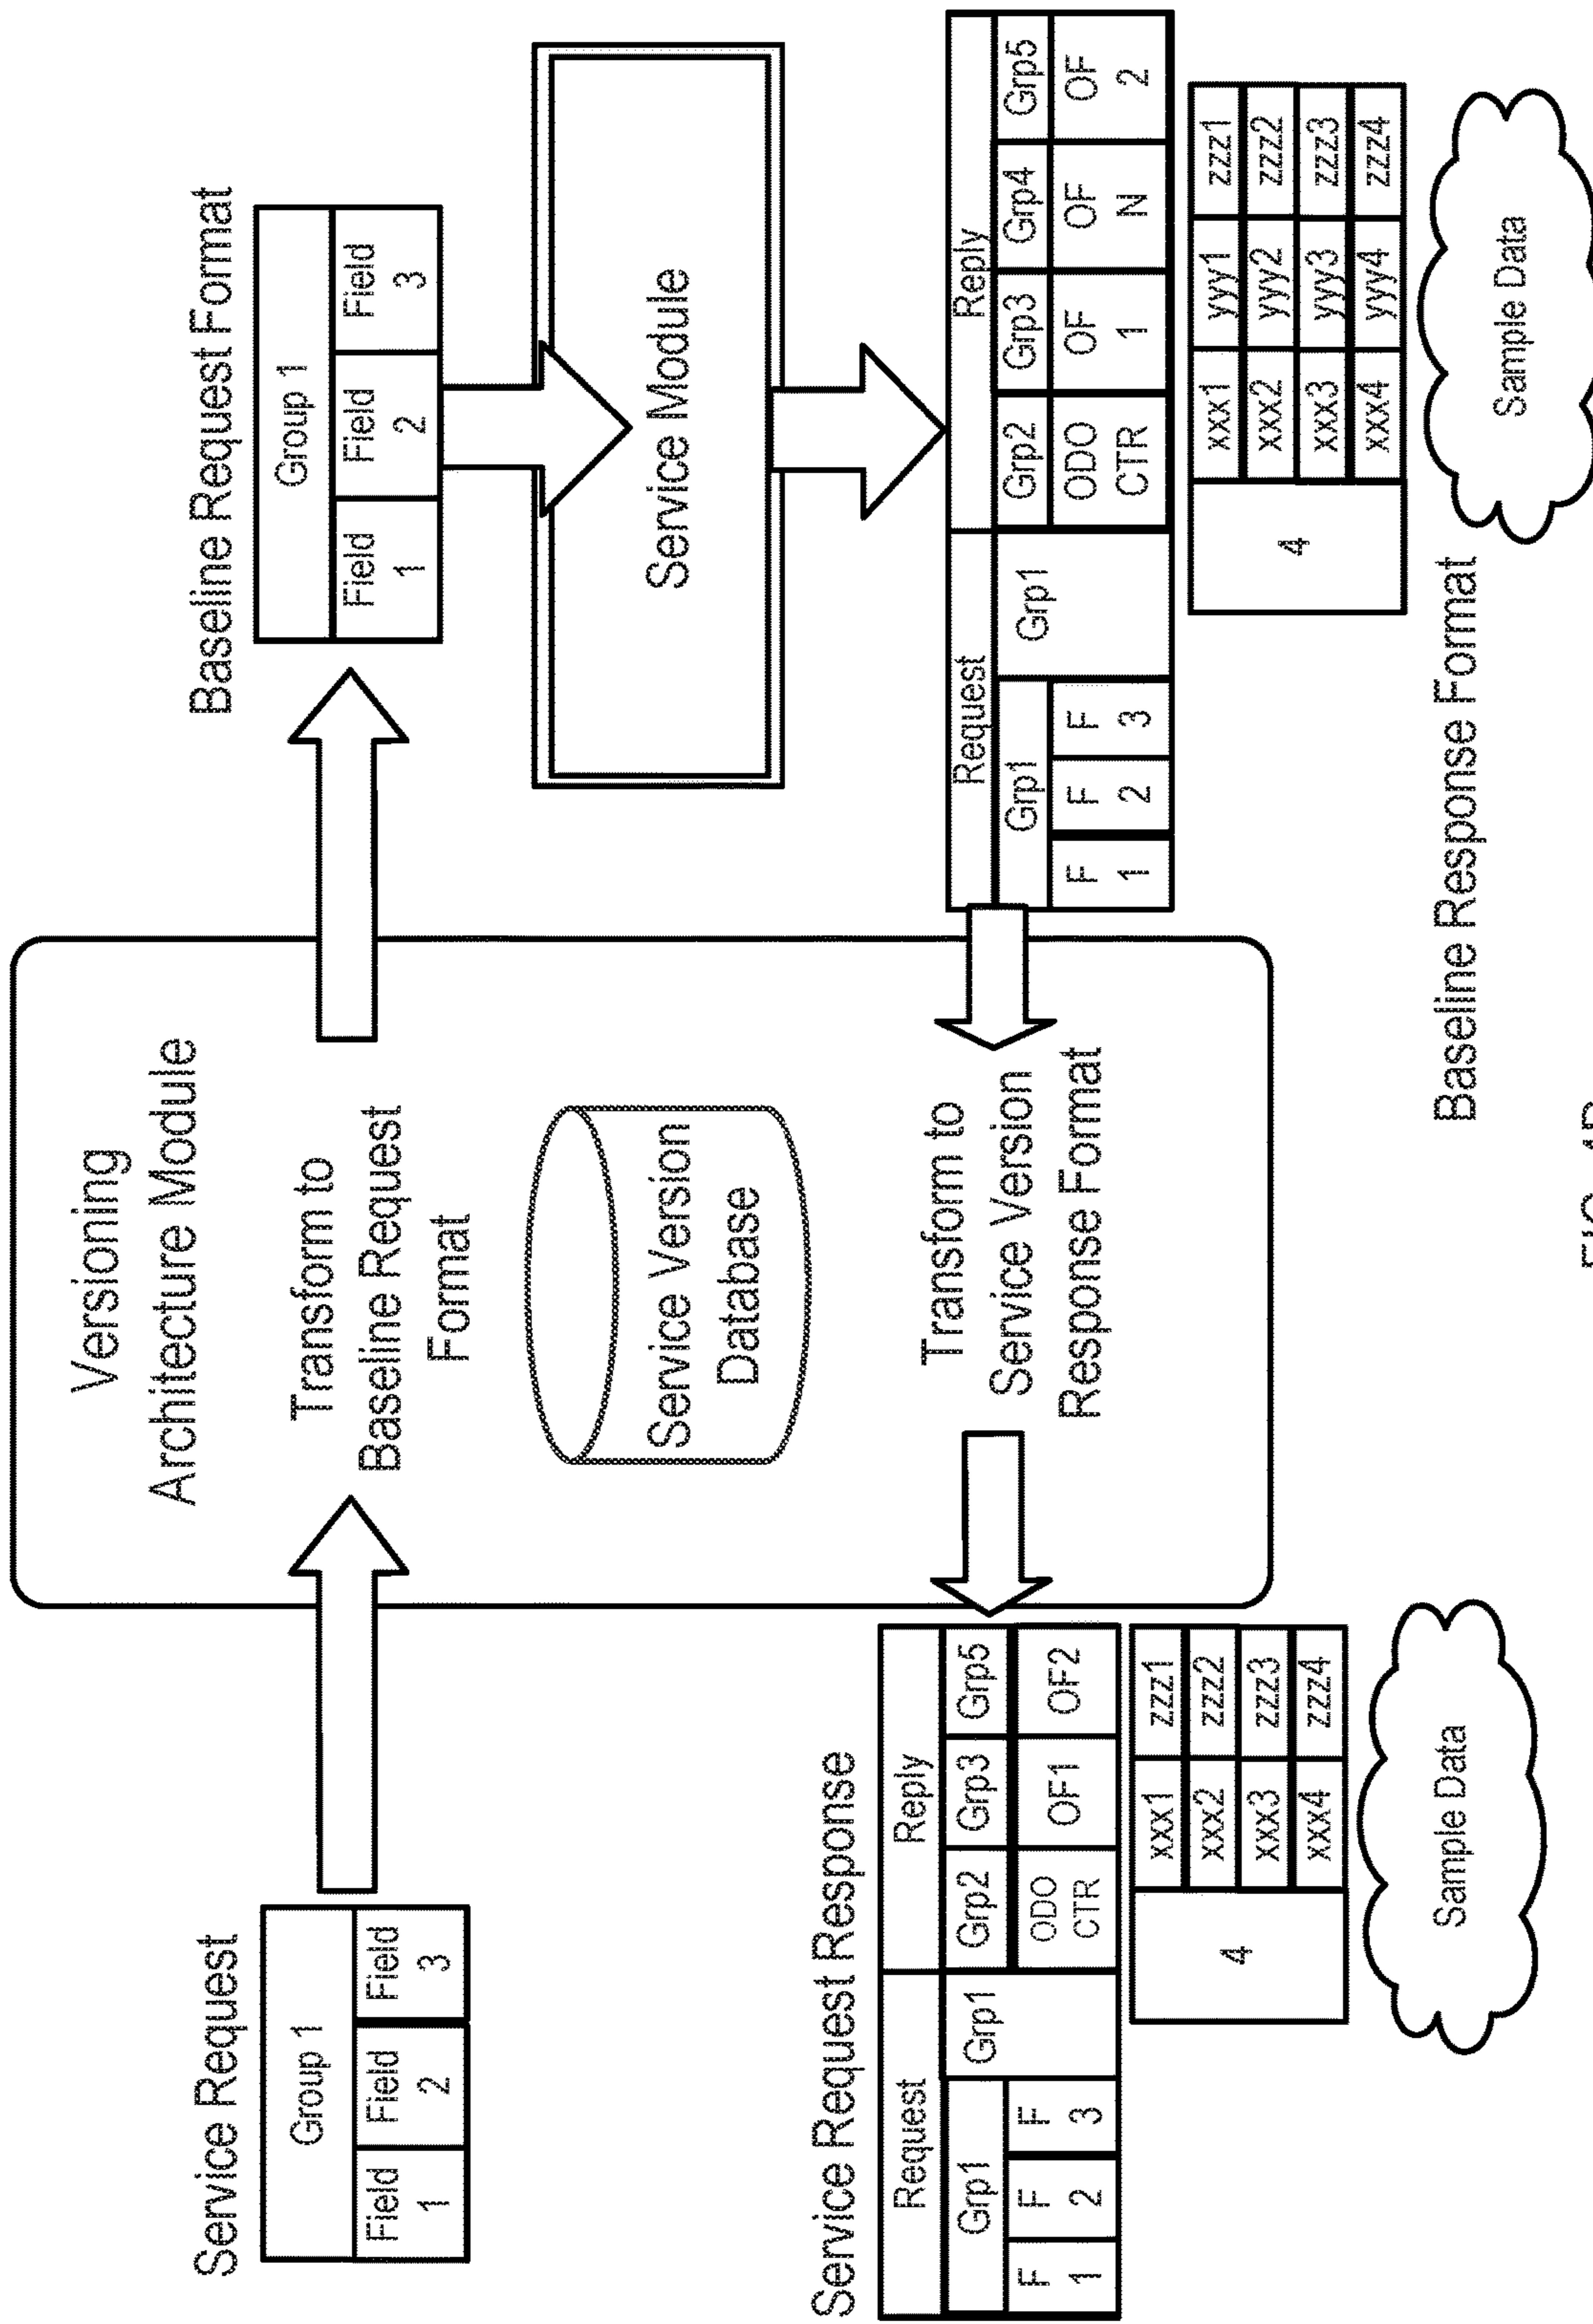 Versioning
Architecture Module
Service Request
Group 1
Field 1
Field 2
Field 3
Transform to
Baseline Request
Format
Baseline Request Format
Group 1
Field 1
Field 2
Field 3
Service Version
Database
Service Module
Transform to
Service Version
Response Format
Service Request Response
Request Reply
Grp1 Grp1 Grp2 Grp3 Grp5
F 1 F 2 F 3 ODO CTR OF1 OF2
4
xxx1 zzz1
xxx2 zzz2
xxx3 zzz3
xxx4 zzz4
Sample Data
Request Reply
Grp1 Grp1 Grp2 Grp3 Grp4 Grp5
F 1 F 2 F 3 ODO CTR OF 1 OF N OF 2
4
xxx1 yyy1 zzz1
xxx2 yyy2 zzz2
xxx3 yyy3 zzz3
xxx4 yyy4 zzz4
Baseline Response Format
Sample Data